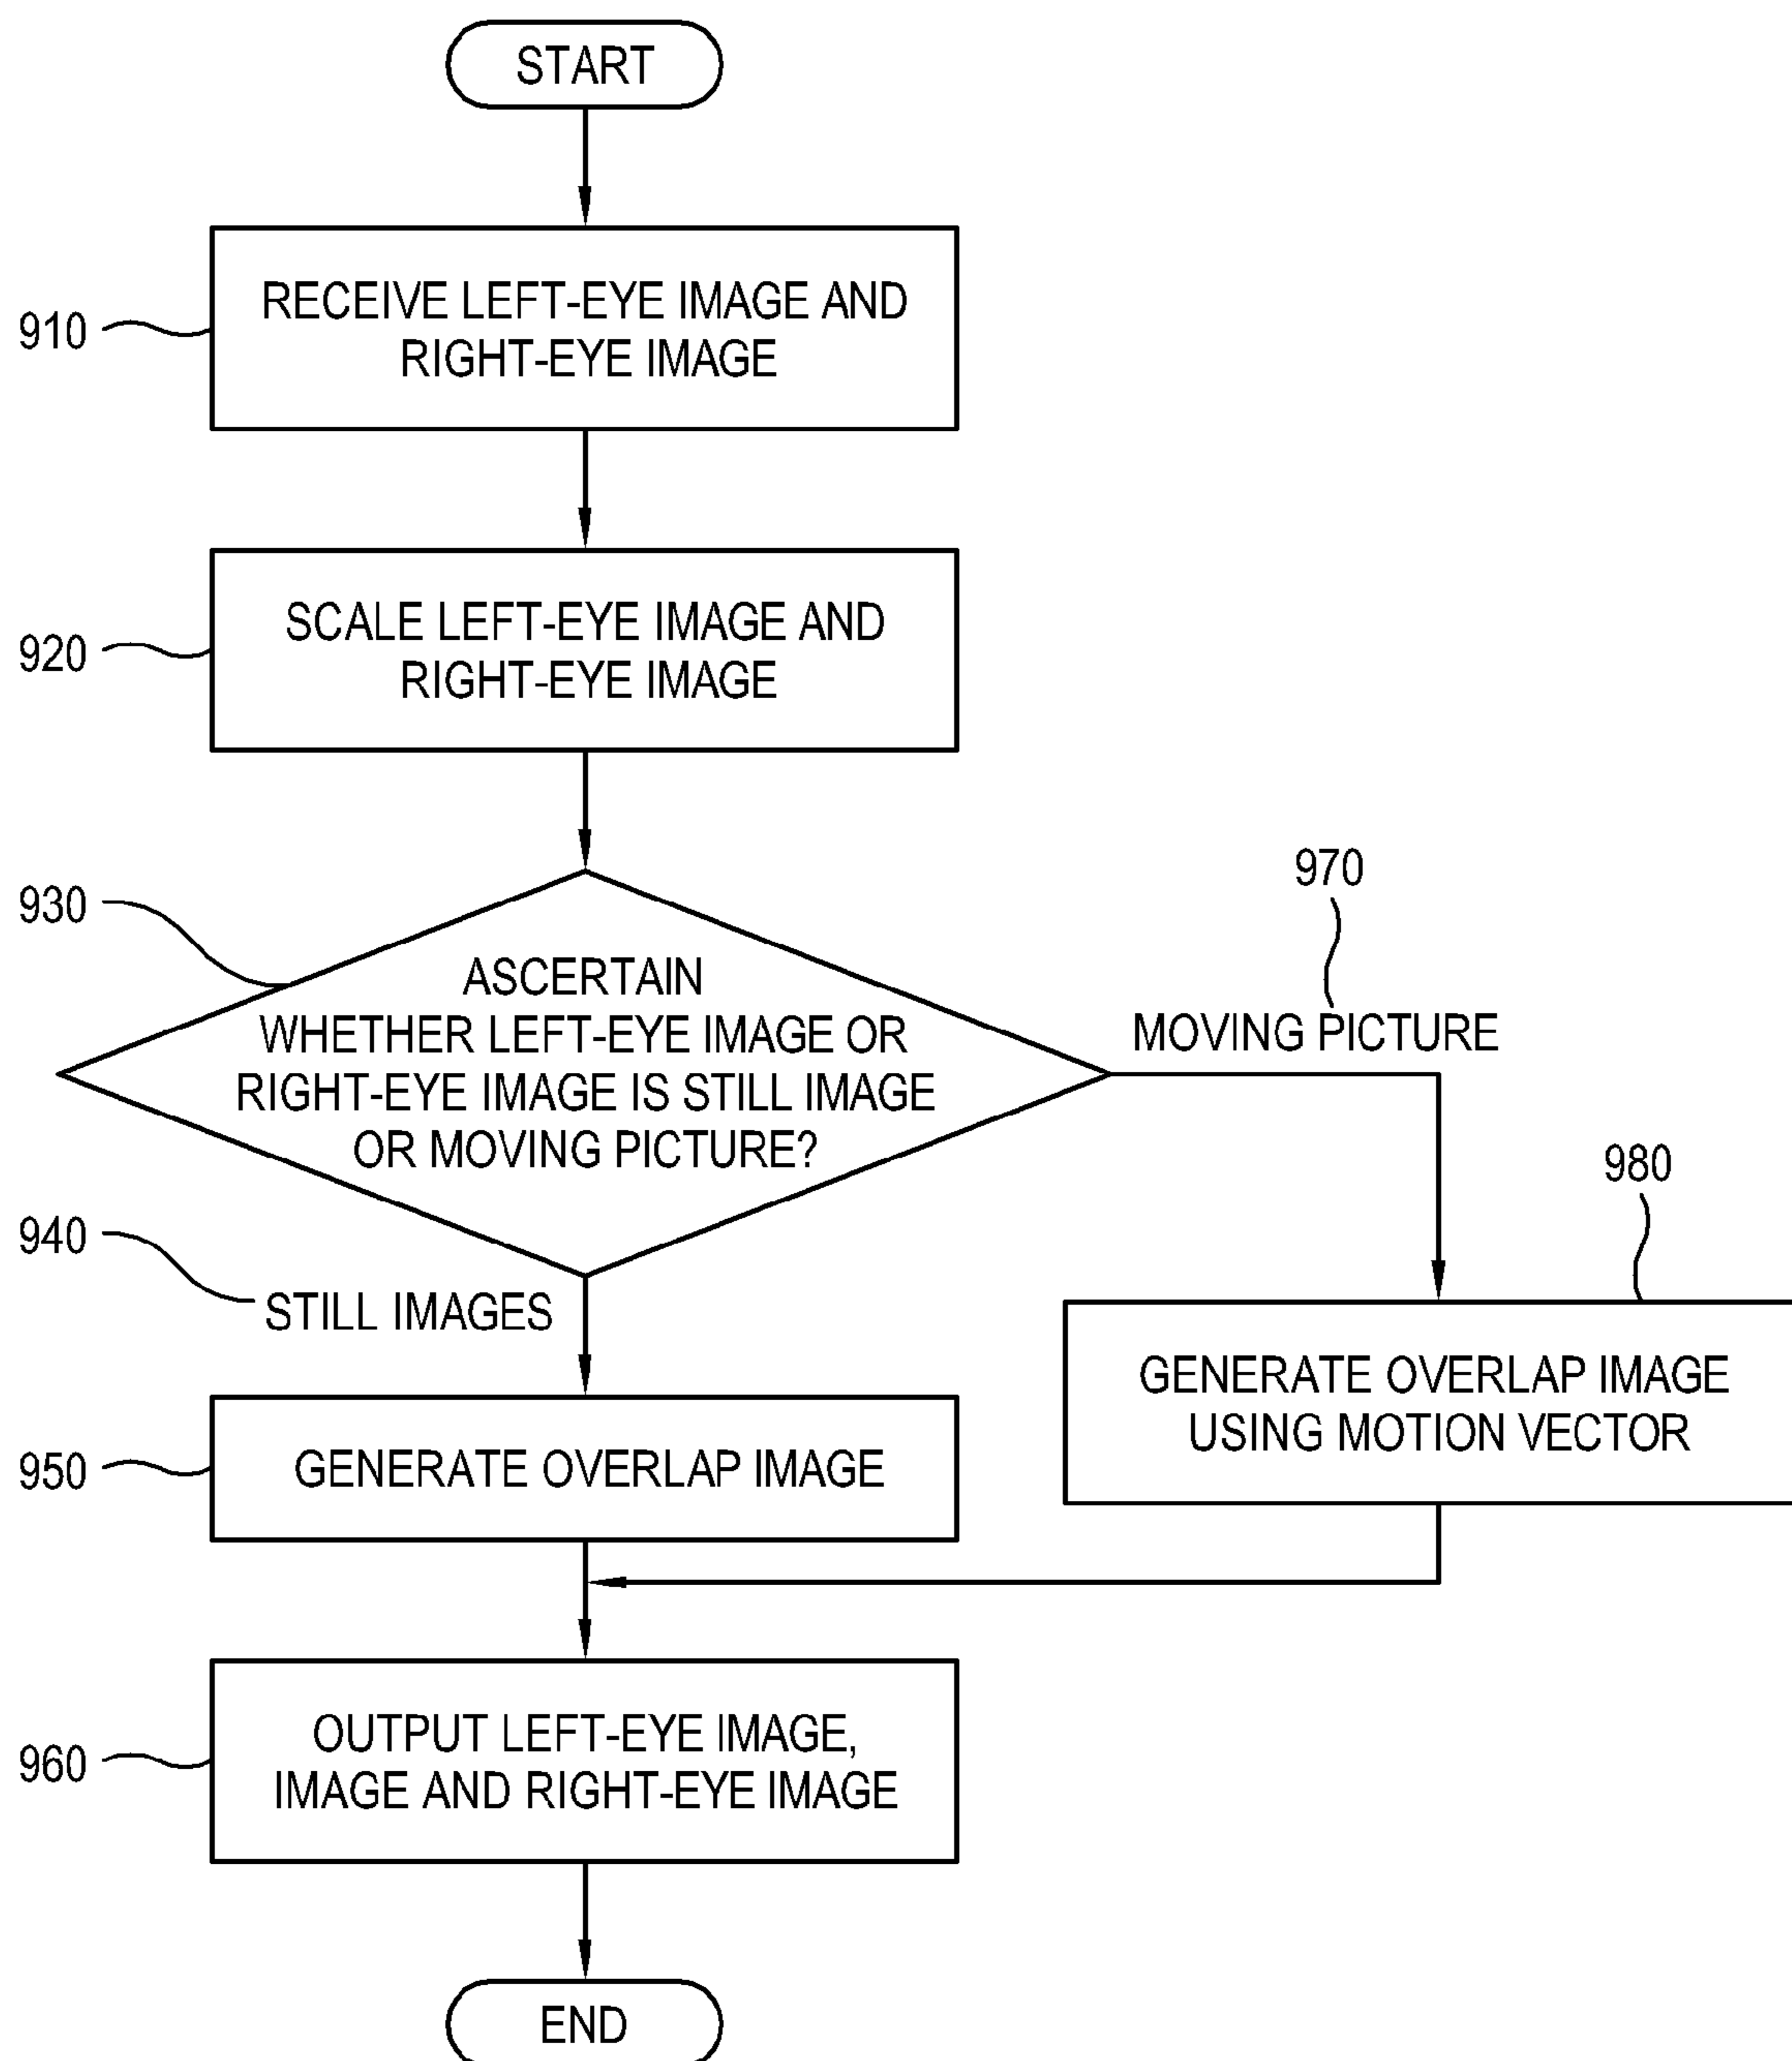 START
910
RECEIVE LEFT-EYE IMAGE AND
RIGHT-EYE IMAGE
920
SCALE LEFT-EYE IMAGE AND
RIGHT-EYE IMAGE
930
ASCERTAIN
WHETHER LEFT-EYE IMAGE OR
RIGHT-EYE IMAGE IS STILL IMAGE
OR MOVING PICTURE?
970
MOVING PICTURE
980
GENERATE OVERLAP IMAGE
USING MOTION VECTOR
940
STILL IMAGES
950
GENERATE OVERLAP IMAGE
960
OUTPUT LEFT-EYE IMAGE,
IMAGE AND RIGHT-EYE IMAGE
END